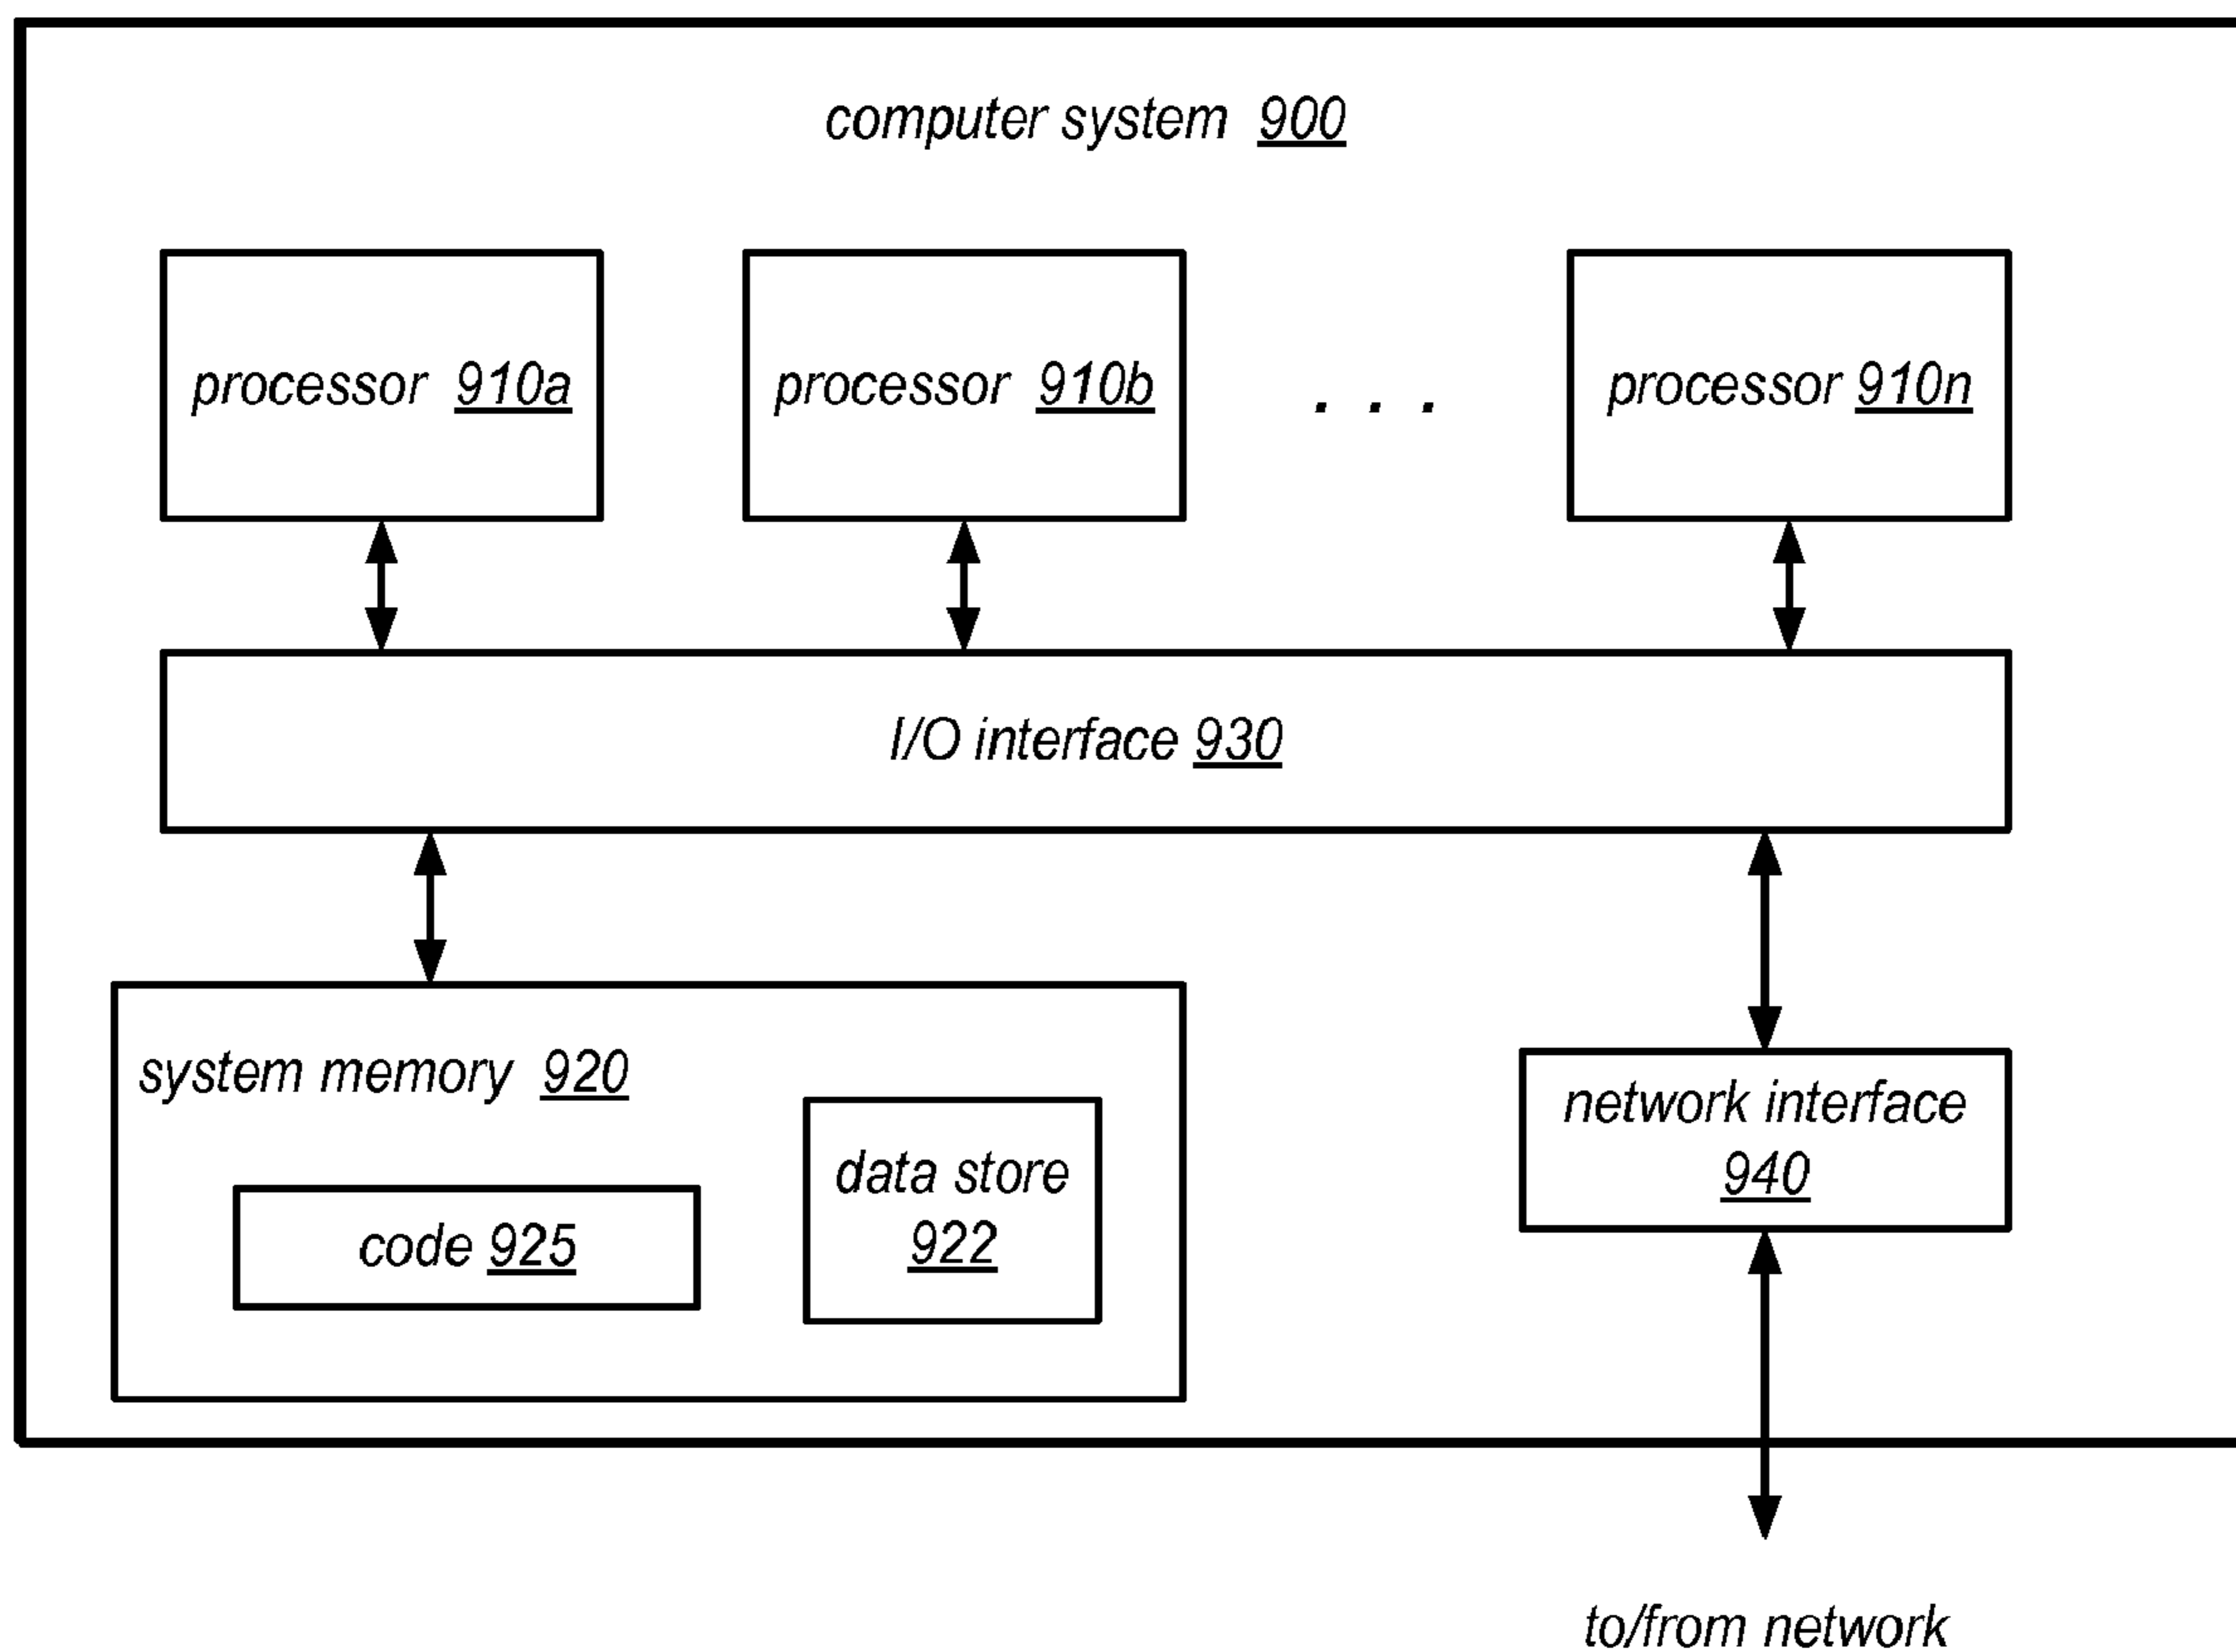 computer system 900
processor 910a
processor 910b
. . .
processor 910n
I/O interface 930
system memory 920
code 925
data store
922
network interface
940
to/from network